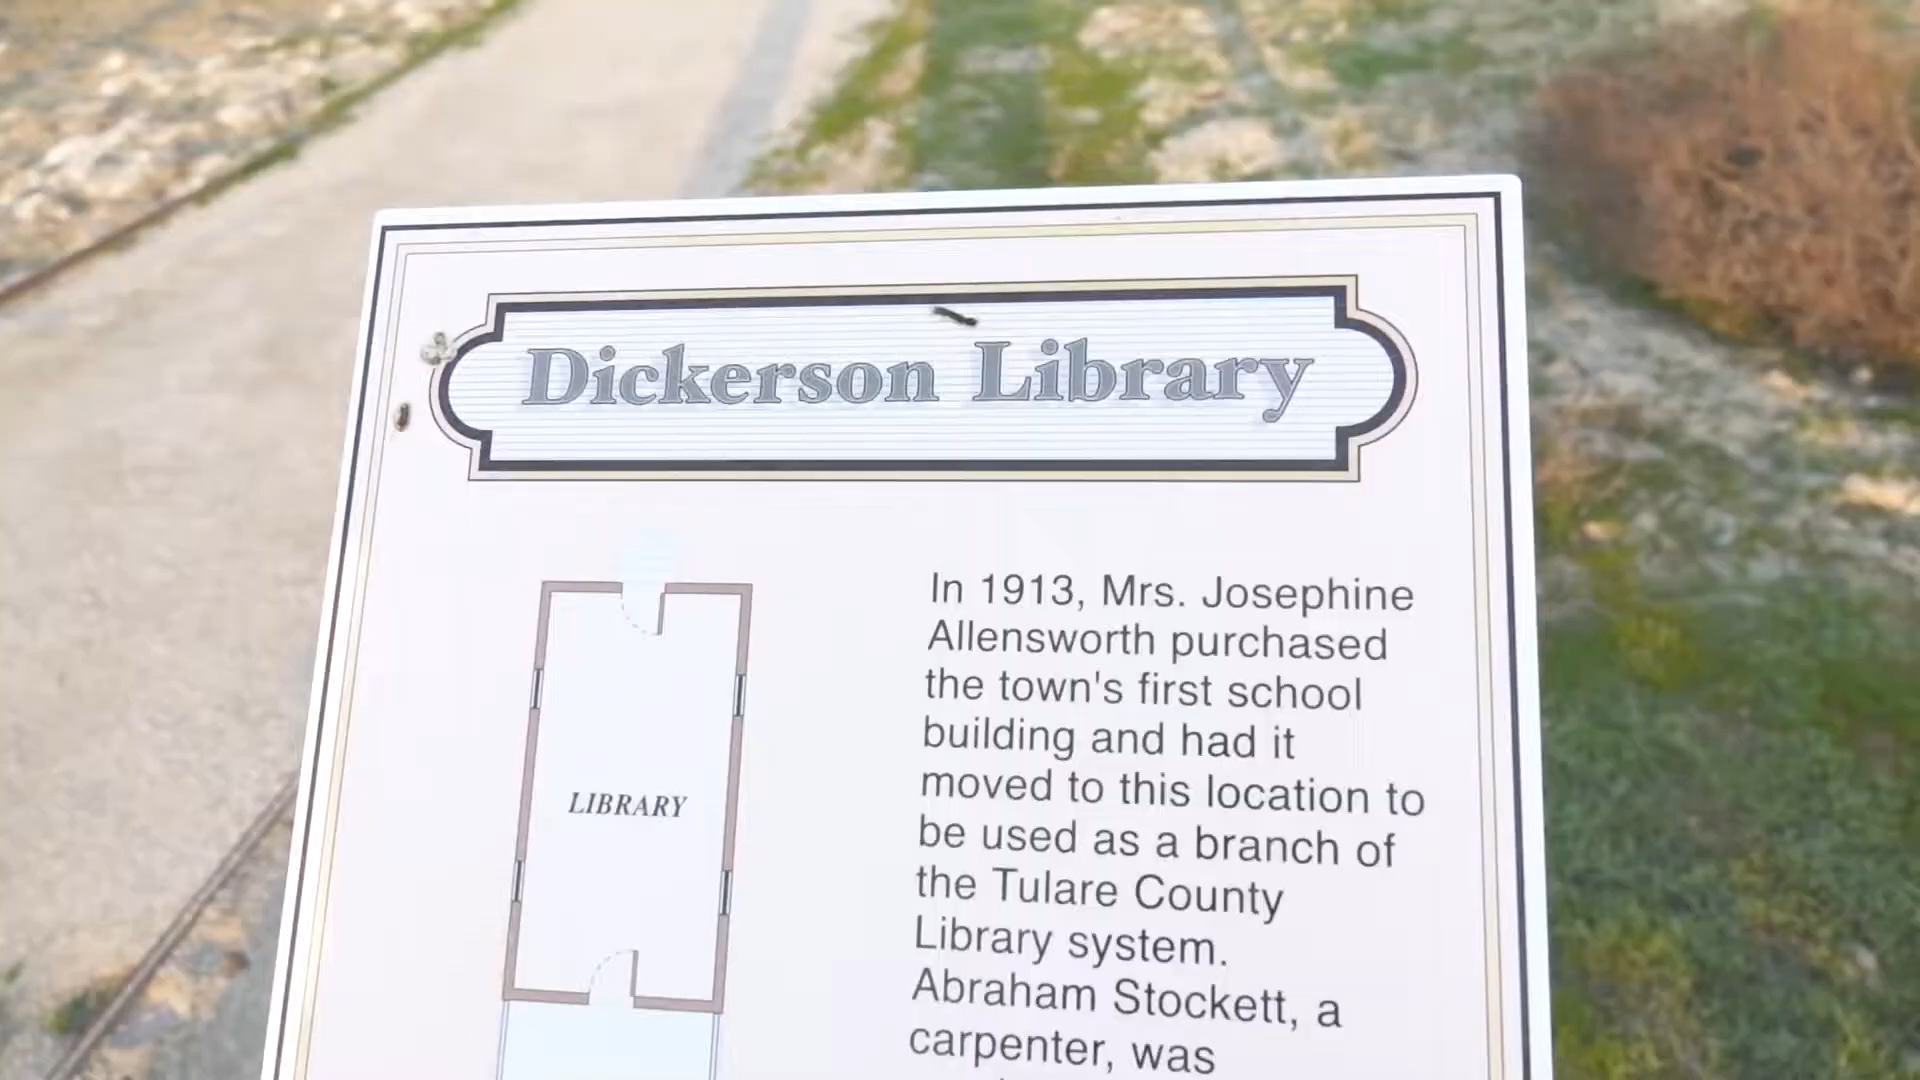 Dickerson Library
LIBRARY
In 1913, Mrs. Josephine
Allensworth purchased
the town's first school
building and had it
moved to this location to
be used as a branch of
the Tulare County
Library system.
Abraham Stockett, a
carpenter, was